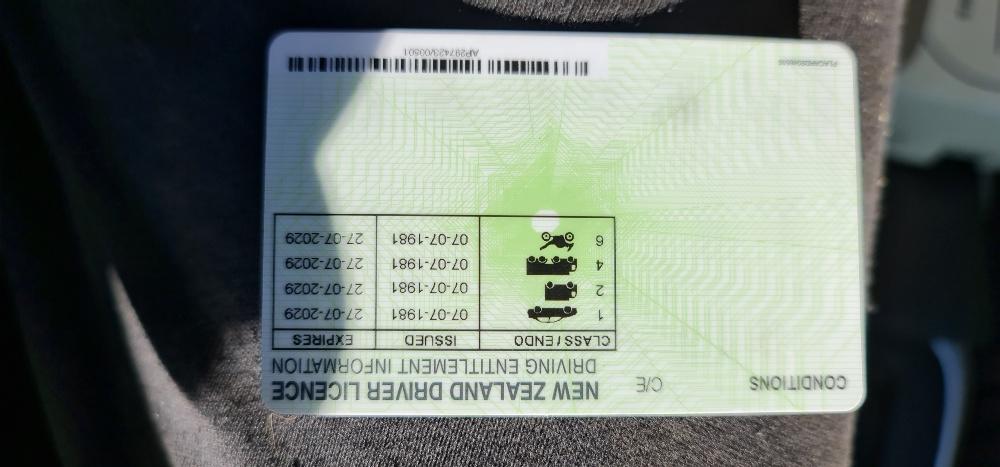 CONDITIONS
C/E
NEW ZEALAND DRIVER LICENCE
DRIVING ENTITLEMENT INFORMATION
CLASS / ENDO ISSUED EXPIRES
1 07-07-1981 27-07-2029
2 07-07-1981 27-07-2029
4 07-07-1981 27-07-2029
6 07-07-1981 27-07-2029
AP297423/00501